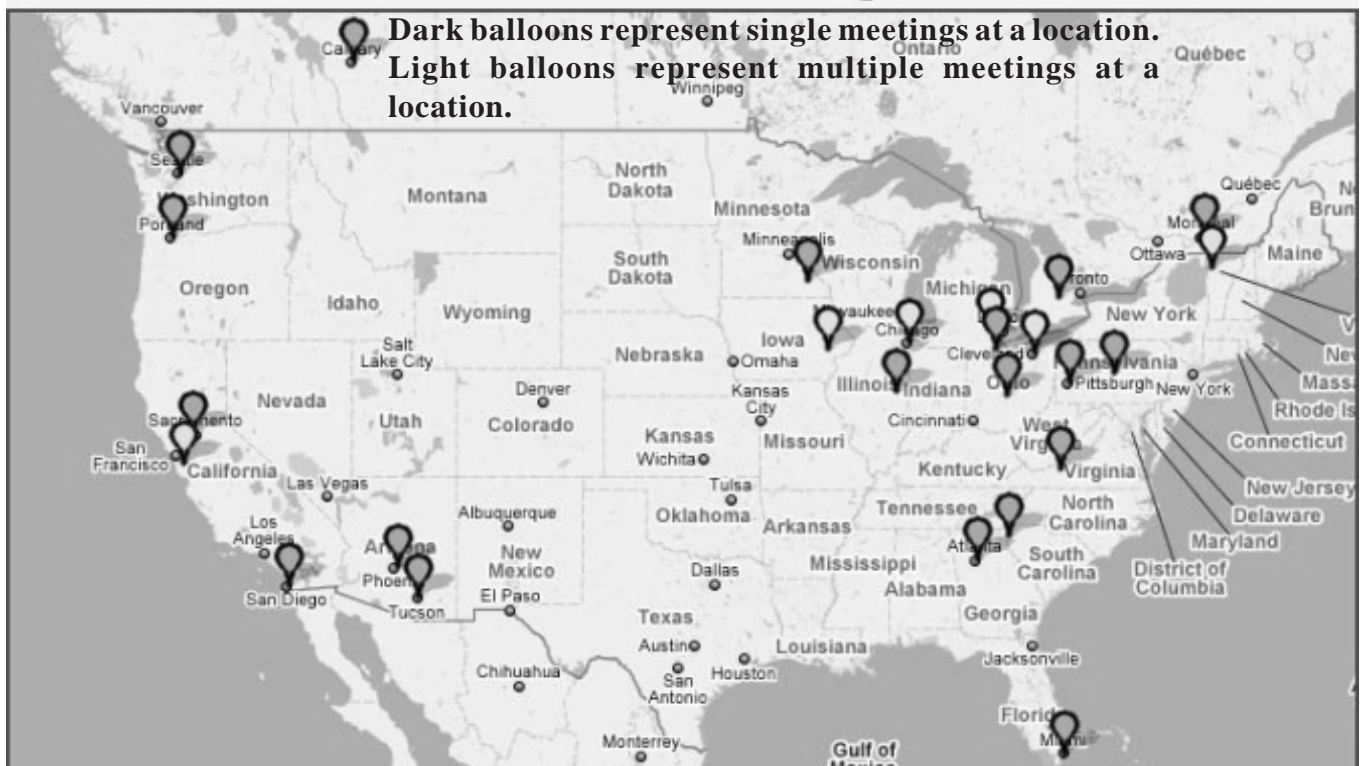 Dark balloons represent single meetings at a location.
Light balloons represent multiple meetings at a
location.
Ontario
Québec
Winnipeg
Vancouver
Washington
Montana
North
Dakota
Minnesota
Québec
Minneapolis
Ottawa
Maine
South
Dakota
Wisconsin
Michigan
Oregon
Idaho
Wyoming
New York
Iowa
Salt
Lake City
Nebraska
Omaha
Cleveland
Denver
Kansas
City
Illinois
Indiana
Ohio
Pittsburgh
New York
Rhode Is
Nevada
Utah
Colorado
Cincinnati
West
Connecticut
San
Francisco
California
Kansas
Missouri
Wichita
Kentucky
Virginia
Las Vegas
Tulsa
New Jersey
Los
Angeles
Albuquerque
Oklahoma
Arkansas
Tennessee
North
Carolina
Delaware
Maryland
New
Mexico
Mississippi
Atlanta
South
Carolina
District of
Columbia
San Diego
Tucson
El Paso
Dallas
Alabama
Georgia
Texas
Austin
Louisiana
Jacksonville
Chihuahua
San
Antonio
Houston
Monterrey
Gulf of